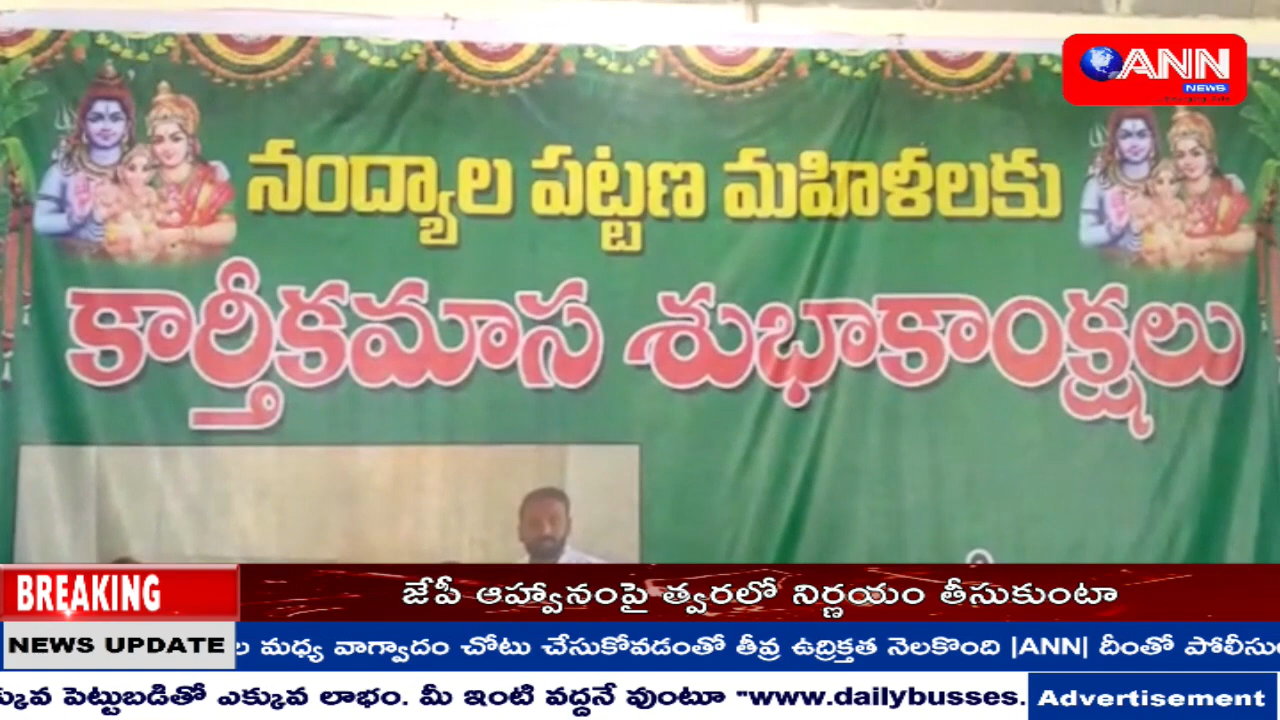 ANN
NEWS
నంద్యాల పట్టణ మహిళలకు
కార్తీకమాస శుభాకాంక్షలు
BREAKING
జేపీ ఆహ్వానంపై త్వరలో నిర్ణయం తీసుకుంటా
NEWS UPDATE
ల మధ్య వాగ్వాదం చోటు చేసుకోవడంతో తీవ్ర ఉద్రిక్తత నెలకొంది |ANN| దీంతో పోలీసు
క్కువ పెట్టుబడితో ఎక్కువ లాభం. మీ ఇంటి వద్దనే వుంటూ "www.dailybusses.
Advertisement